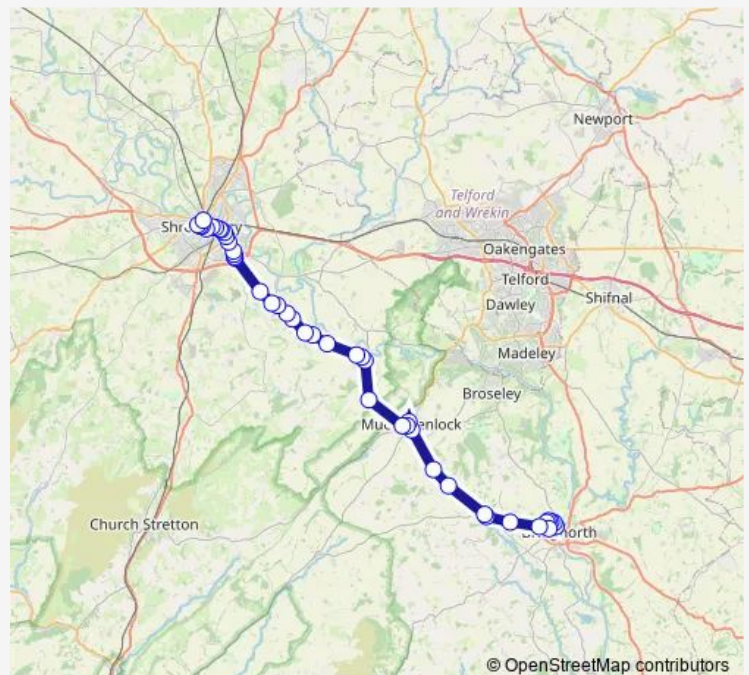 Newport
Telford
and Wrekin
Oakengates
Telford
Shifnal
Dawley
Madeley
Broseley
Church Stretton
© OpenStreetMap contributors